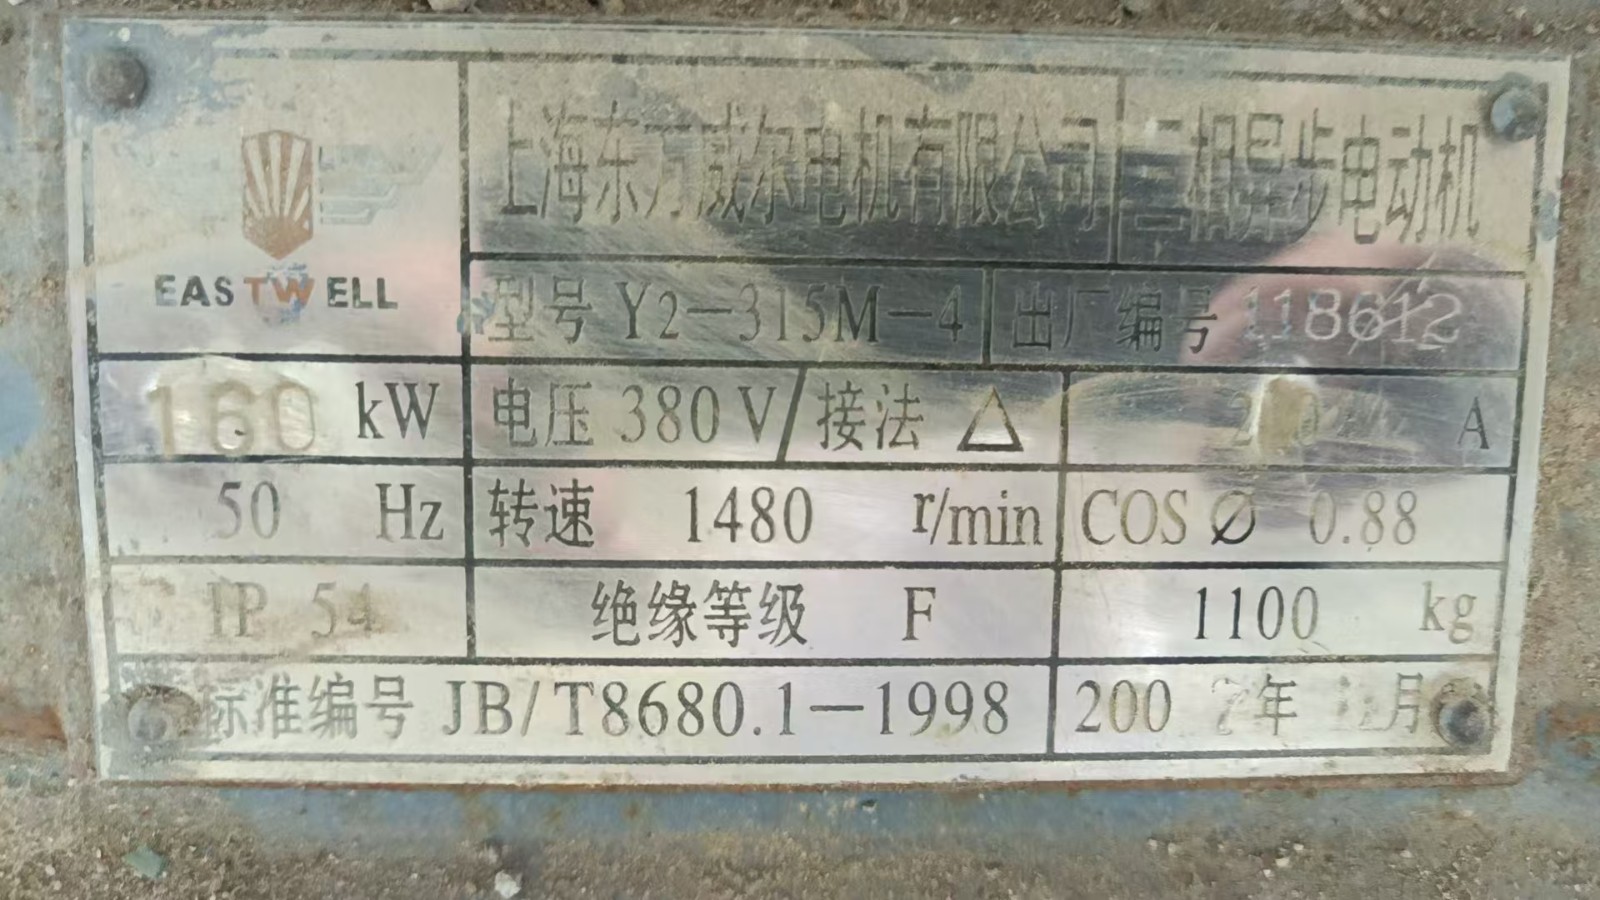 上海东方威尔电机有限公司 三相异步电动机
EASTWELL
型号 Y2-315M-4 出厂编号 118612
160 kW 电压 380V/接法 △ A
50 Hz 转速 1480 r/min COS Ø 0.88
IP 54 绝缘等级 F 1100 kg
标准编号 JB/T8680.1-1998 200 年 月